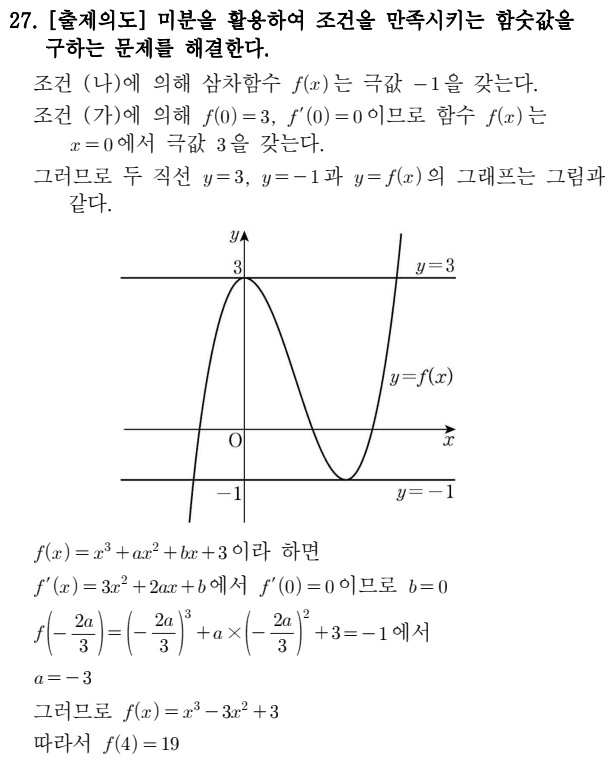 27. [출제의도] 미분을 활용하여 조건을 만족시키는 함숫값을
구하는 문제를 해결한다.
조건 (나)에 의해 삼차함수 f(x)는 극값 −1을 갖는다.
조건 (가)에 의해 f(0)=3, f′(0)=0이므로 함수 f(x)는
x=0에서 극값 3을 갖는다.
그러므로 두 직선 y=3, y=−1과 y=f(x)의 그래프는 그림과
같다.
y
3
y=3
y=f(x)
O
x
−1
y=−1
f(x)=x³+ax²+bx+3이라 하면
f′(x)=3x²+2ax+b에서 f′(0)=0이므로 b=0
f(−2a/3)=(−2a/3)³+a×(−2a/3)²+3=−1에서
a=−3
그러므로 f(x)=x³−3x²+3
따라서 f(4)=19